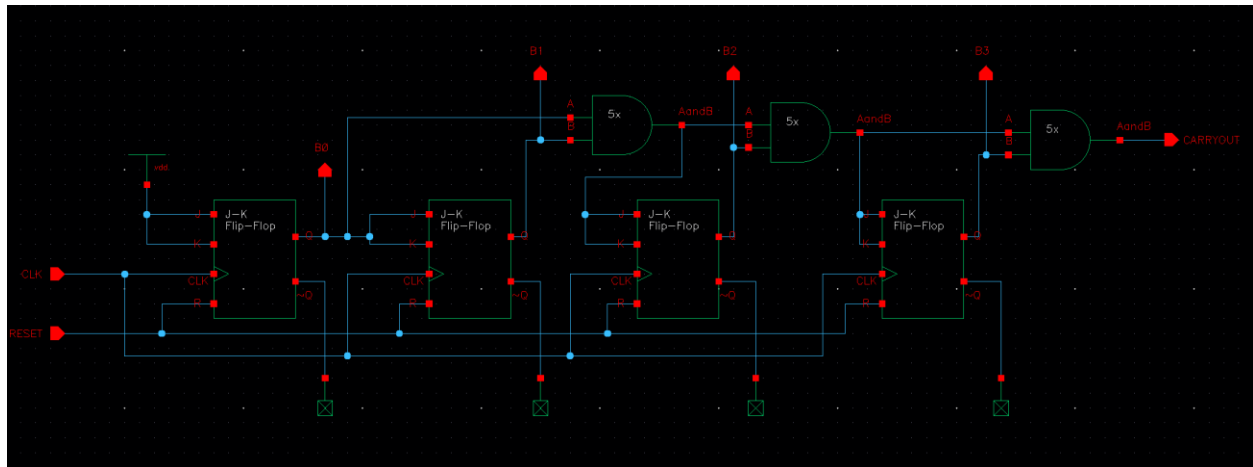 B1
B2
B3
A
B
5x
AandB
A
B
5x
AandB
A
B
5x
AandB
CARRYOUT
B0
J-K
Flip-Flop
J
K
CLK
R
Q
~Q
J-K
Flip-Flop
J
K
CLK
R
Q
~Q
J-K
Flip-Flop
J
K
CLK
R
Q
~Q
J-K
Flip-Flop
J
K
CLK
R
Q
~Q
CLK
RESET